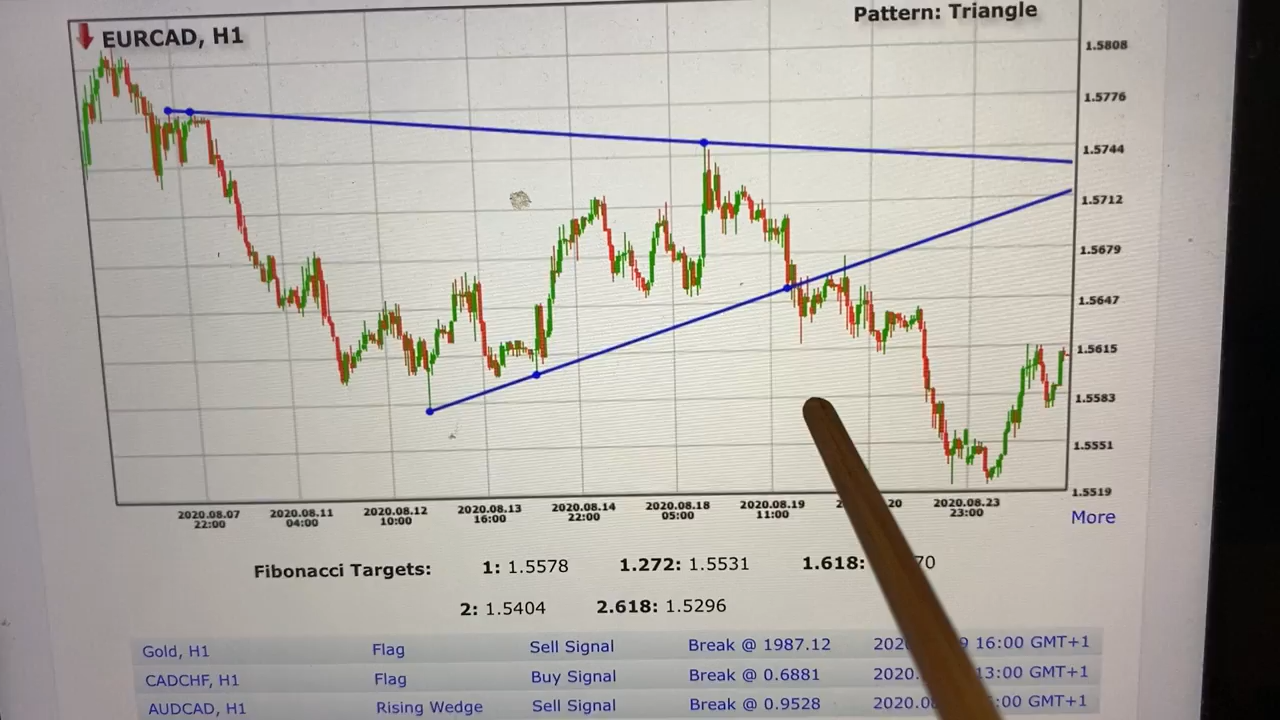 EURCAD, H1
Pattern: Triangle
1.5808
1.5776
1.5744
1.5712
1.5679
1.5647
1.5615
1.5583
1.5551
1.5519
2020.08.07 2020.08.11 2020.08.12 2020.08.13 2020.08.14 2020.08.18 2020.08.19 20 2020.08.23
22:00 04:00 10:00 16:00 22:00 05:00 11:00 23:00
More
Fibonacci Targets: 1: 1.5578 1.272: 1.5531 1.618: 70
2: 1.5404 2.618: 1.5296
Gold, H1 Flag Sell Signal Break @ 1987.12 16:00 GMT+1
CADCHF, H1 Flag Buy Signal Break @ 0.6881 2020. 13:00 GMT+1
AUDCAD, H1 Rising Wedge Sell Signal Break @ 0.9528 :00 GMT+1